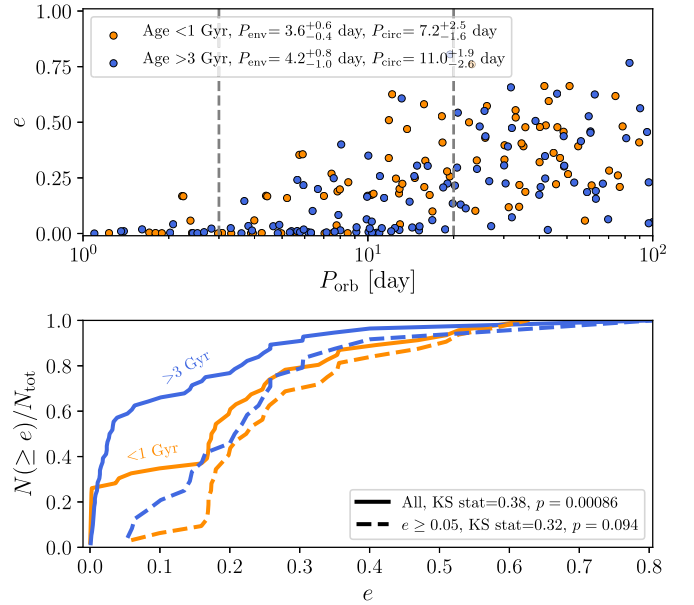 1.00
0.75
0.50
0.25
0.00
e
Age <1 Gyr, P_env = 3.6^{+0.6}_{−0.4} day, P_circ = 7.2^{+2.5}_{−1.6} day
Age >3 Gyr, P_env = 4.2^{+0.8}_{−1.0} day, P_circ = 11.0^{+1.9}_{−2.6} day
10^0 10^1 10^2
P_orb [day]
1.0
0.8
0.6
0.4
0.2
0.0
N(≥ e)/N_tot
>3 Gyr
<1 Gyr
All, KS stat=0.38, p = 0.00086
e ≥ 0.05, KS stat=0.32, p = 0.094
0.0 0.1 0.2 0.3 0.4 0.5 0.6 0.7 0.8
e